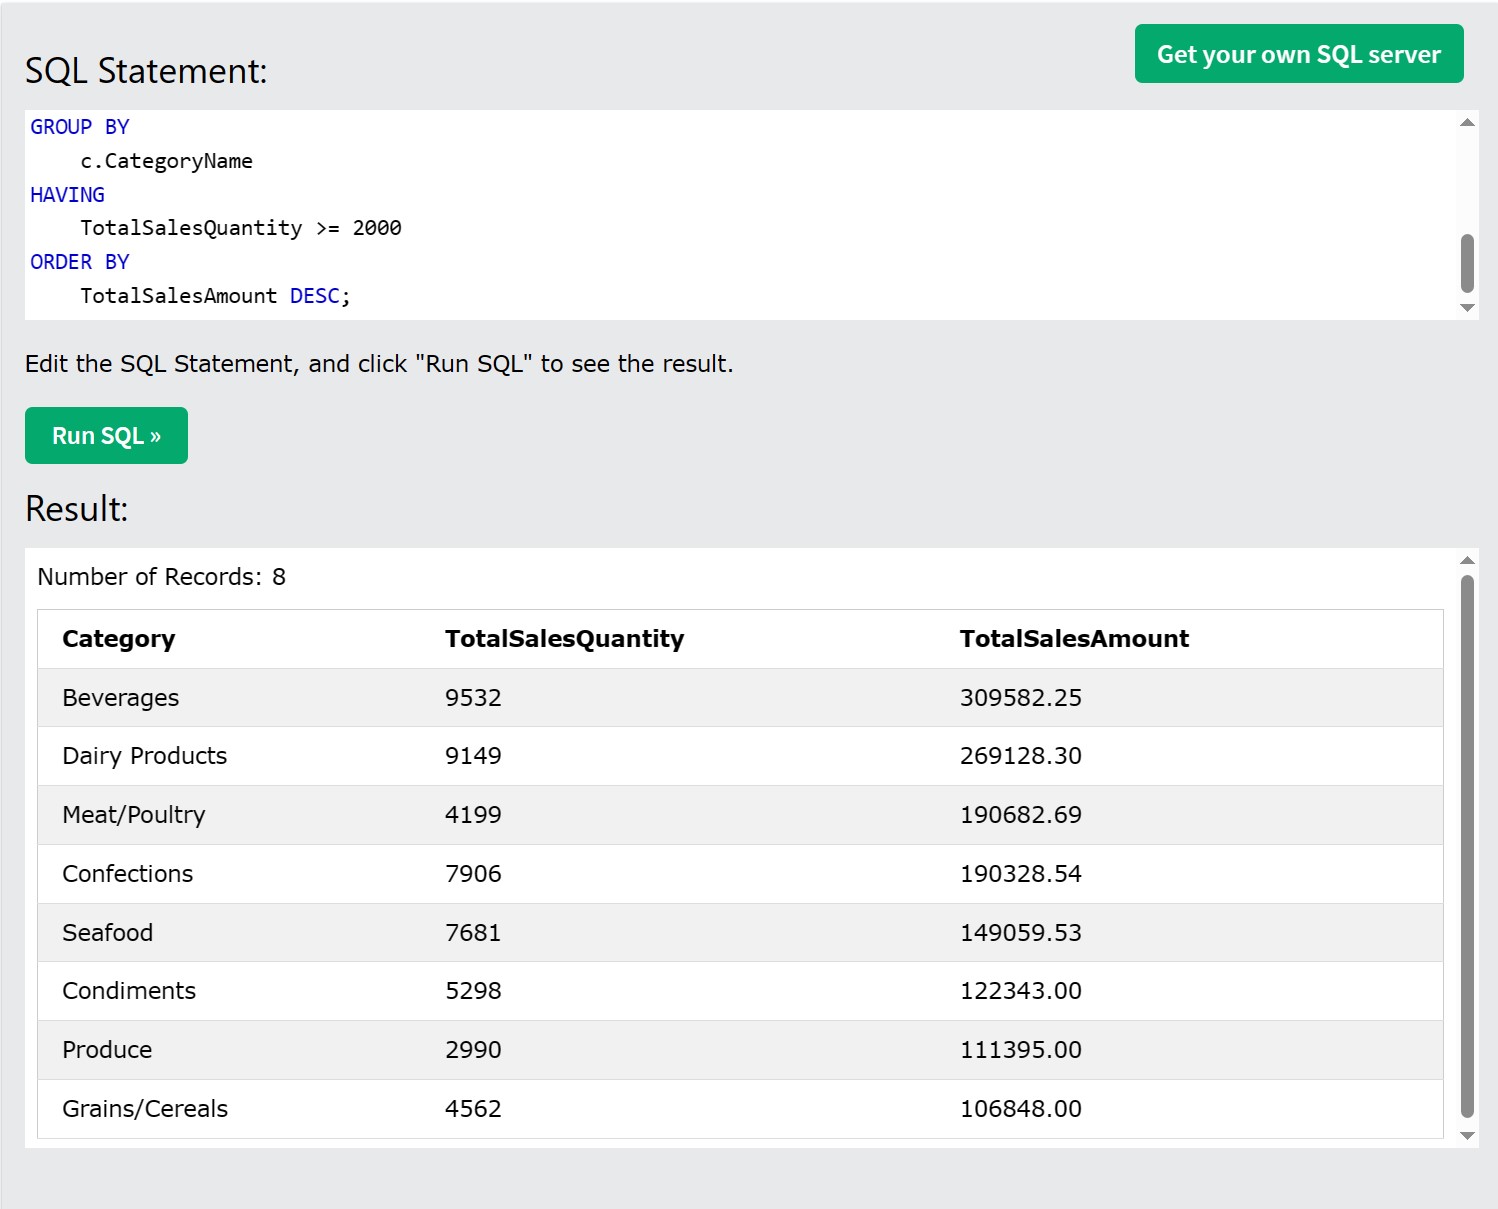 Get your own SQL server
SQL Statement:
GROUP BY
    c.CategoryName
HAVING
    TotalSalesQuantity >= 2000
ORDER BY
    TotalSalesAmount DESC;
Edit the SQL Statement, and click "Run SQL" to see the result.
Run SQL »
Result:
Number of Records: 8
Category TotalSalesQuantity TotalSalesAmount
Beverages 9532 309582.25
Dairy Products 9149 269128.30
Meat/Poultry 4199 190682.69
Confections 7906 190328.54
Seafood 7681 149059.53
Condiments 5298 122343.00
Produce 2990 111395.00
Grains/Cereals 4562 106848.00